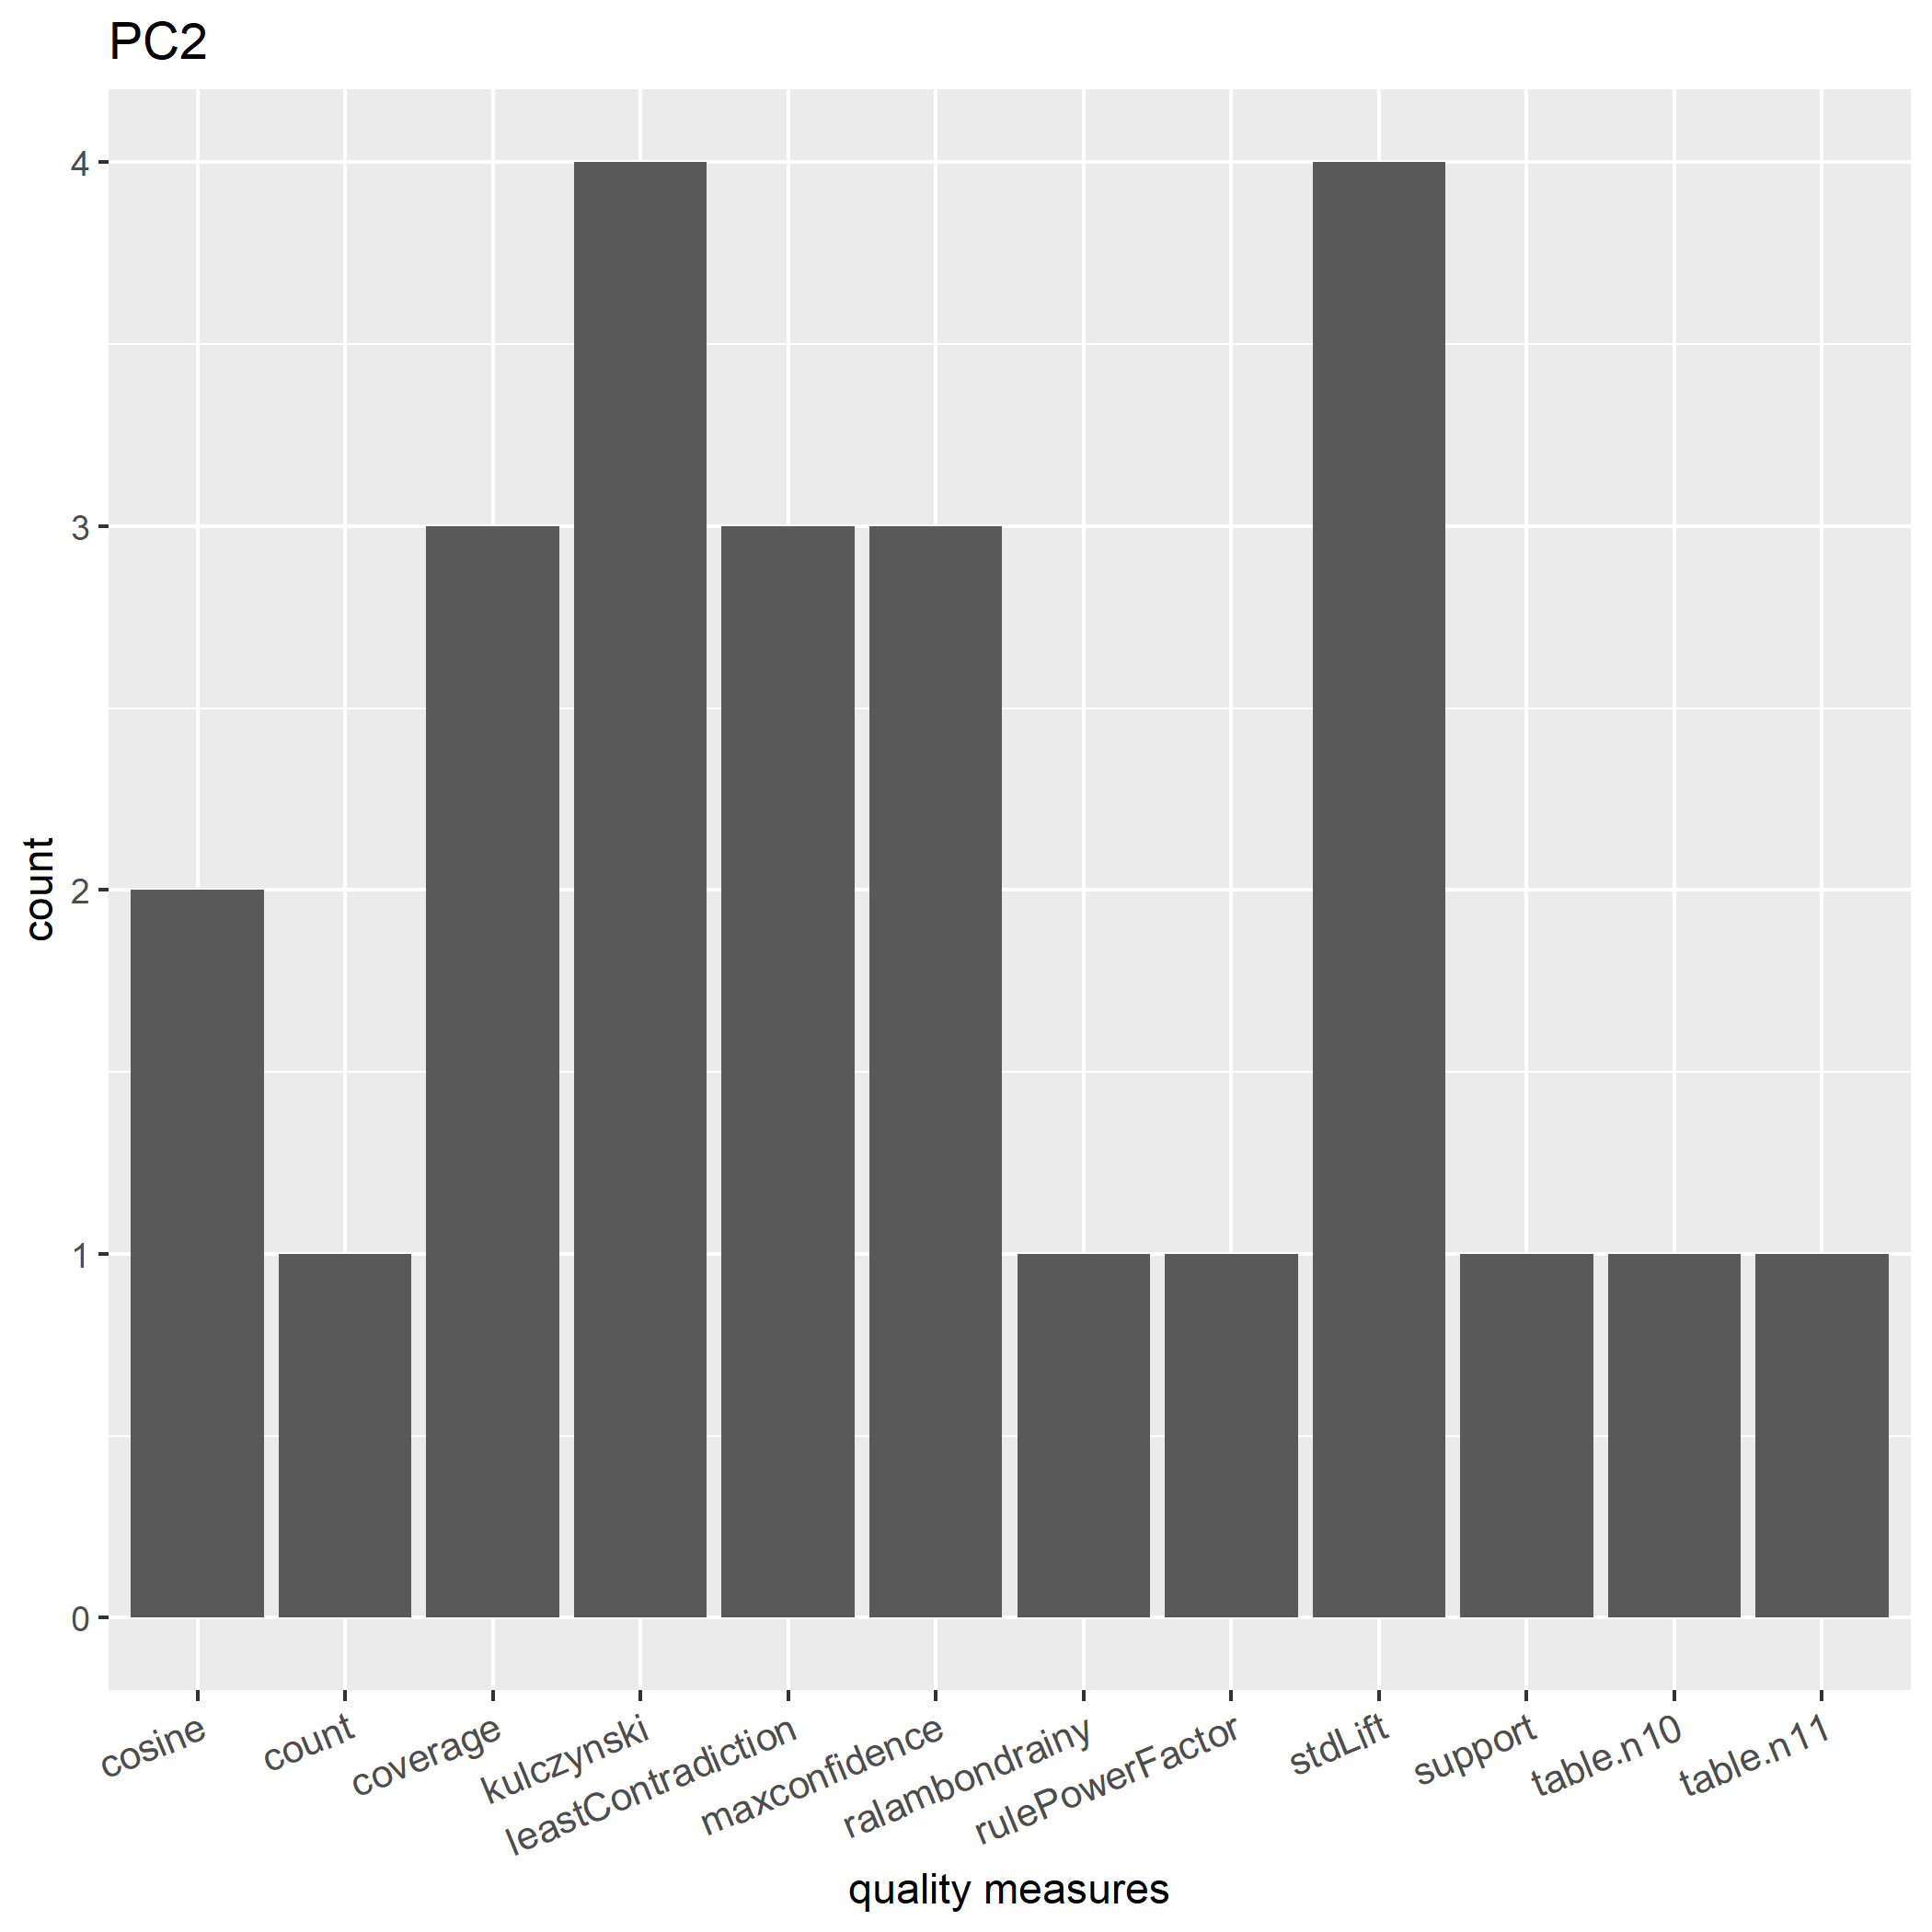 PC2
4
3
2
1
0
count
cosine
count
coverage
kulczynski
leastContradiction
maxconfidence
ralambondrainy
rulePowerFactor
stdLift
support
table.n10
table.n11
quality measures